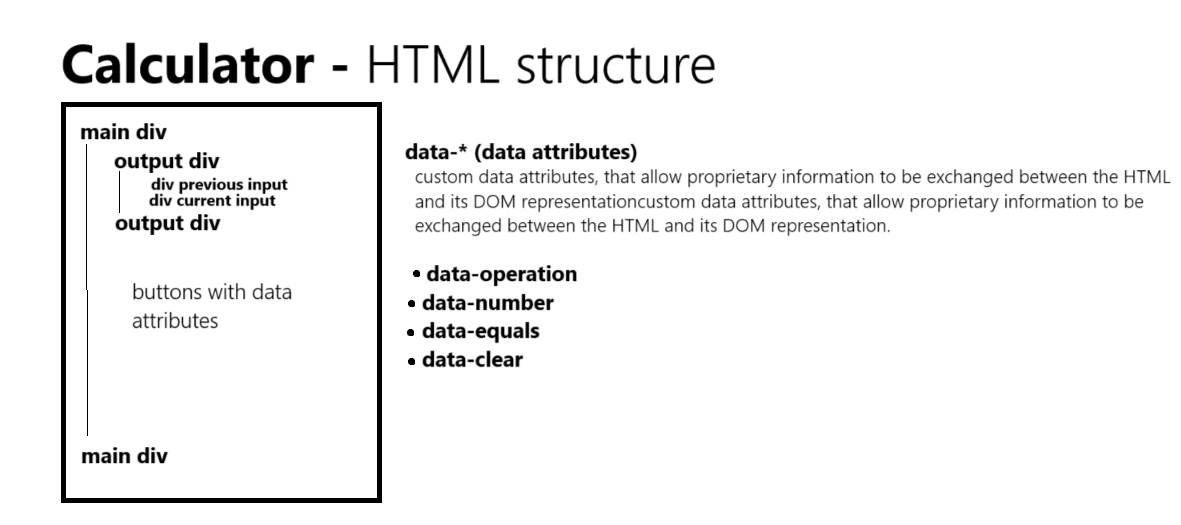 Calculator - HTML structure
main div
output div
div previous input
div current input
output div
buttons with data
attributes
main div
data-* (data attributes)
custom data attributes, that allow proprietary information to be exchanged between the HTML
and its DOM representationcustom data attributes, that allow proprietary information to be
exchanged between the HTML and its DOM representation.
• data-operation
• data-number
• data-equals
• data-clear